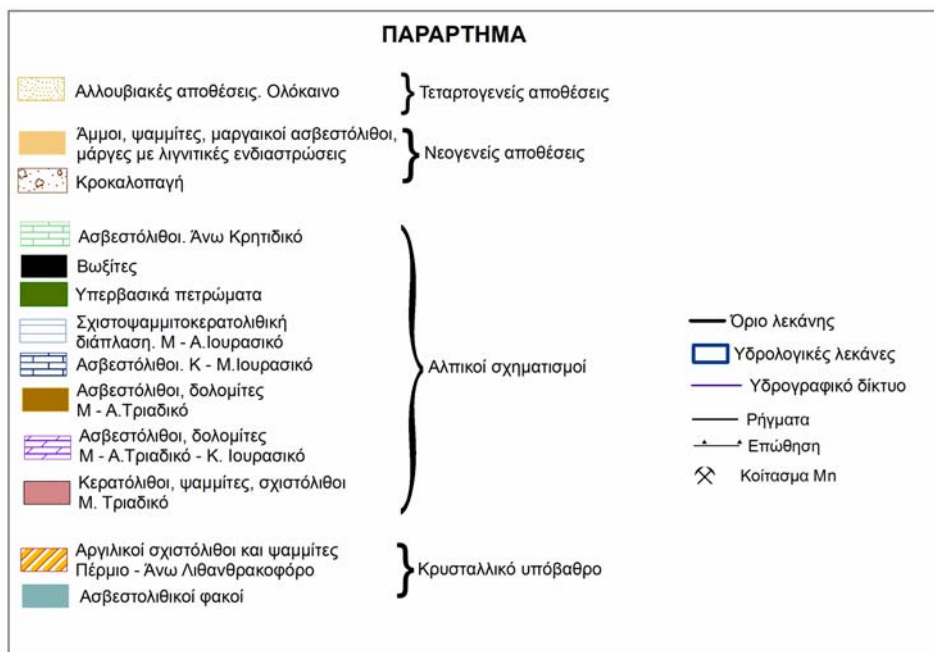 ΠΑΡΑΡΤΗΜΑ
Αλλουβιακές αποθέσεις. Ολόκαινο
Τεταρτογενείς αποθέσεις
Άμμοι, ψαμμίτες, μαργαικοί ασβεστόλιθοι,
μάργες με λιγνιτικές ενδιαστρώσεις
Νεογενείς αποθέσεις
Κροκαλοπαγή
Ασβεστόλιθοι. Άνω Κρητιδικό
Βωξίτες
Υπερβασικά πετρώματα
Σχιστοψαμμιτοκερατολιθική
διάπλαση. Μ - Α.Ιουρασικό
Ασβεστόλιθοι. Κ - Μ.Ιουρασικό
Ασβεστόλιθοι, δολομίτες
Μ - Α.Τριαδικό
Ασβεστόλιθοι, δολομίτες
Μ - Α.Τριαδικό - Κ. Ιουρασικό
Κερατόλιθοι, ψαμμίτες, σχιστόλιθοι
Μ. Τριαδικό
Αλπικοί σχηματισμοί
Αργιλικοί σχιστόλιθοι και ψαμμίτες
Πέρμιο - Άνω Λιθανθρακοφόρο
Ασβεστολιθικοί φακοί
Κρυσταλλικό υπόβαθρο
Όριο λεκάνης
Υδρολογικές λεκάνες
Υδρογραφικό δίκτυο
Ρήγματα
Επώθηση
Κοίτασμα Mn